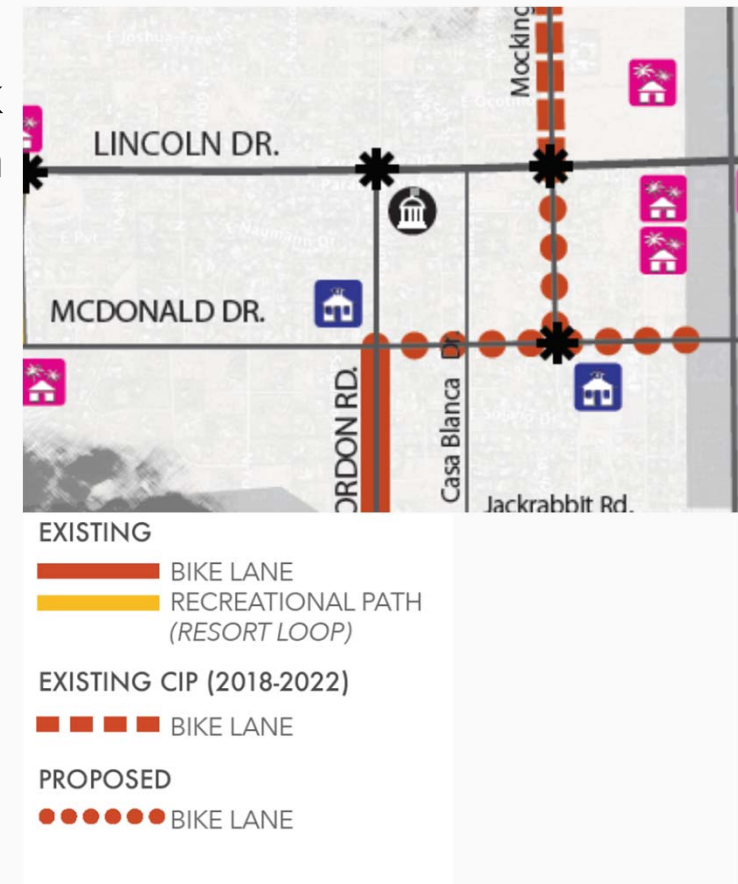 Mocking
LINCOLN DR.
MCDONALD DR.
ORDON RD.
Casa Blanca Dr.
Jackrabbit Rd.
EXISTING
BIKE LANE
RECREATIONAL PATH
(RESORT LOOP)
EXISTING CIP (2018-2022)
BIKE LANE
PROPOSED
BIKE LANE